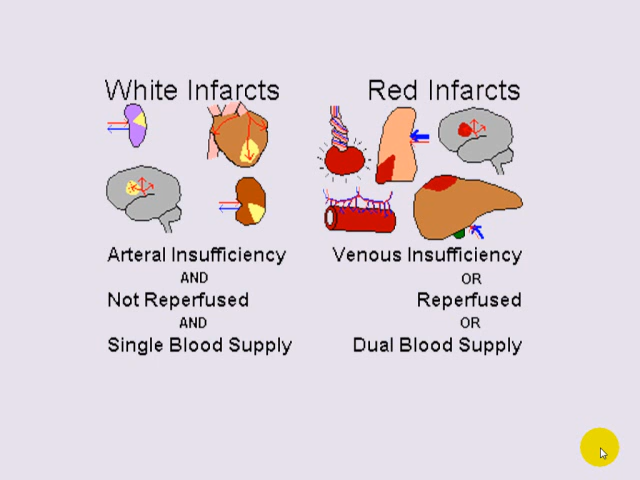 White Infarcts
Red Infarcts
Arteral Insufficiency
AND
Not Reperfused
AND
Single Blood Supply
Venous Insufficiency
OR
Reperfused
OR
Dual Blood Supply